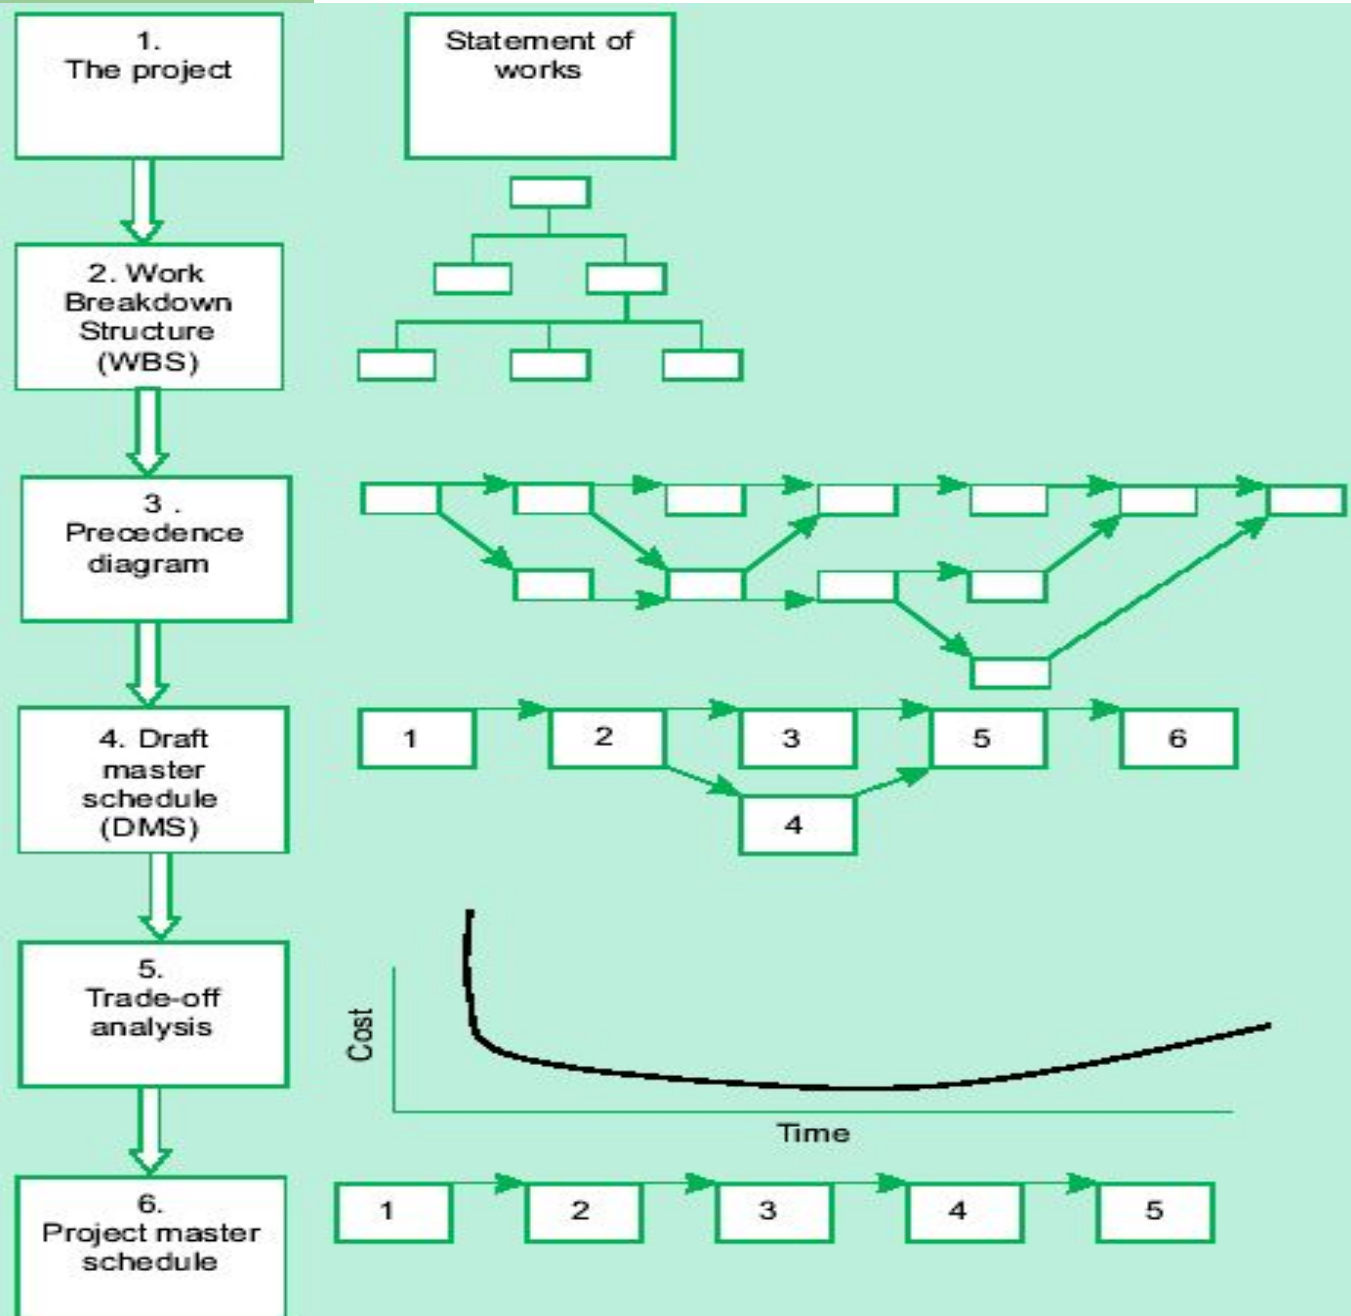 1.
The project
Statement of
works
2. Work
Breakdown
Structure
(WBS)
3 .
Precedence
diagram
4. Draft
master
schedule
(DMS)
1
2
3
5
6
4
5.
Trade-off
analysis
Cost
Time
6.
Project master
schedule
1
2
3
4
5